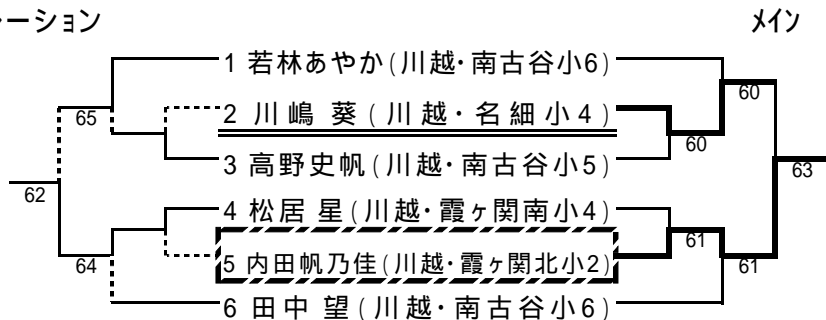 ーション メイン
1 若林あやか(川越・南古谷小6)
60
65 2 川嶋 葵(川越・名細小4)
60
3 高野史帆(川越・南古谷小5)
62 63
4 松居 星(川越・霞ヶ関南小4)
61
64 5 内田帆乃佳(川越・霞ヶ関北小2) 61
6 田中 望(川越・南古谷小6)